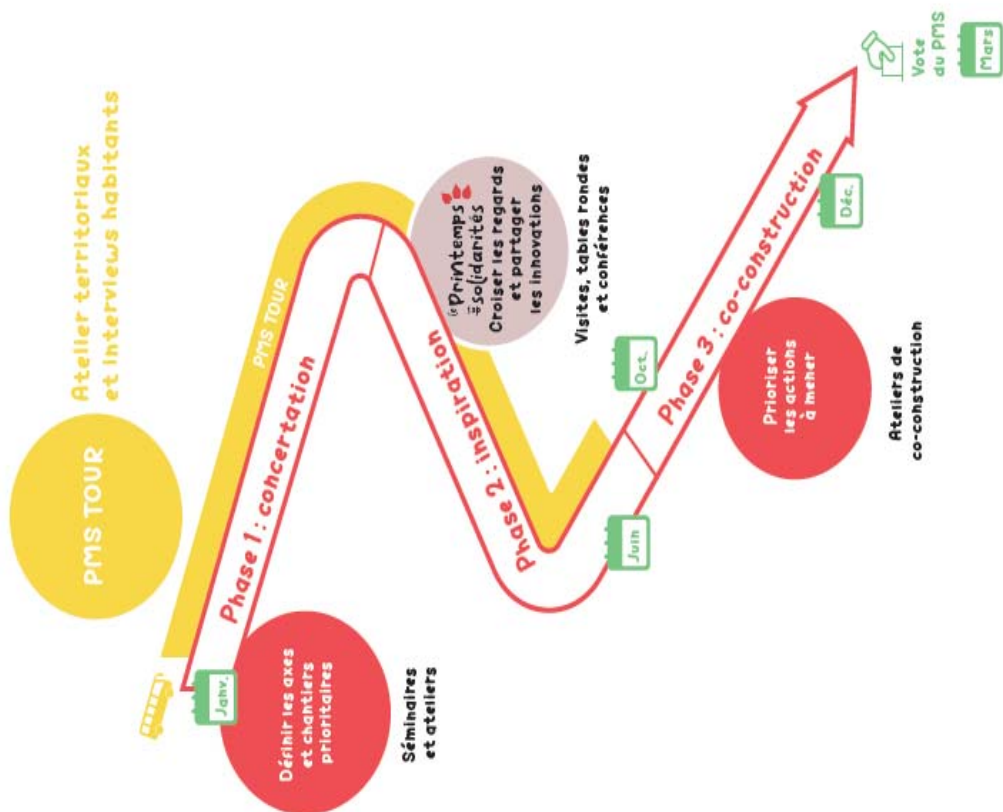 PMS TOUR
Atelier territoriaux
et interviews habitants
PMS TOUR
Janv.
Phase 1 : concertation
Définir les axes
et chantiers
prioritaires
Séminaires
et ateliers
Phase 2 : inspiration
Le Printemps
des solidarités
Croiser les regards
et partager
les innovations
Visites, tables rondes
et conférences
Juin
Oct.
Phase 3 : co-construction
Prioriser
les actions
à mener
Ateliers de
co-construction
Déc.
Vote
du PMS
Mars